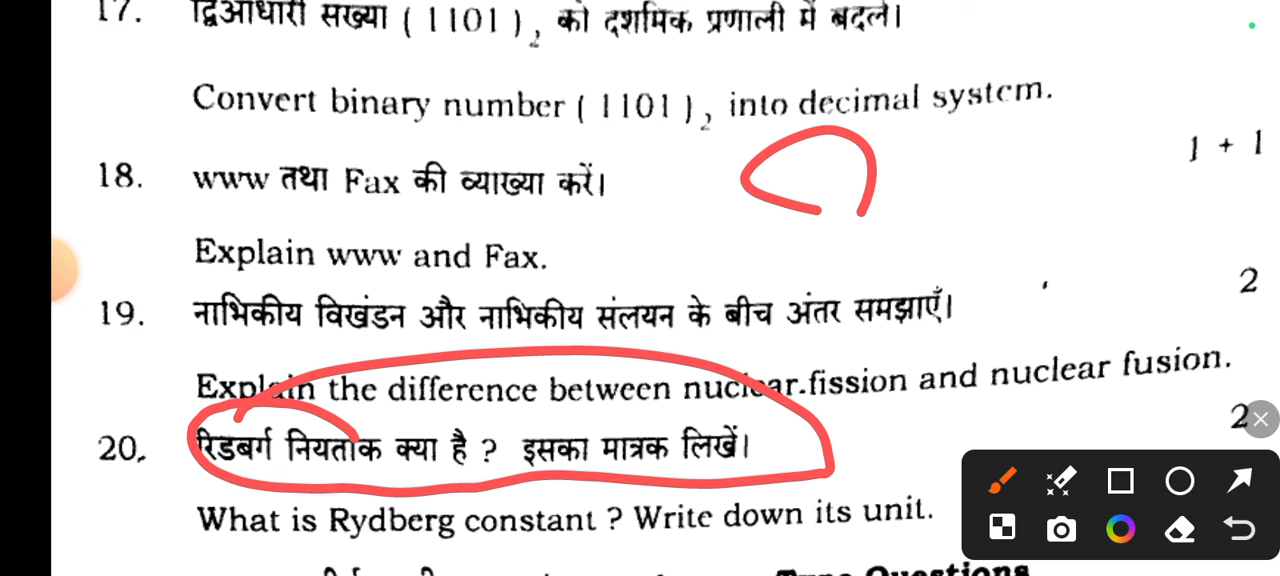 17. द्विआधारी संख्या ( 1101 )₂ को दशमिक प्रणाली में बदलें।
Convert binary number ( 1101 )₂ into decimal system.
1 + 1
18. www तथा Fax की व्याख्या करें।
Explain www and Fax.
2
19. नाभिकीय विखंडन और नाभिकीय संलयन के बीच अंतर समझाएँ।
Explain the difference between nuclear fission and nuclear fusion.
2
20. रिडबर्ग नियतांक क्या है ? इसका मात्रक लिखें।
What is Rydberg constant ? Write down its unit.
Type Questions